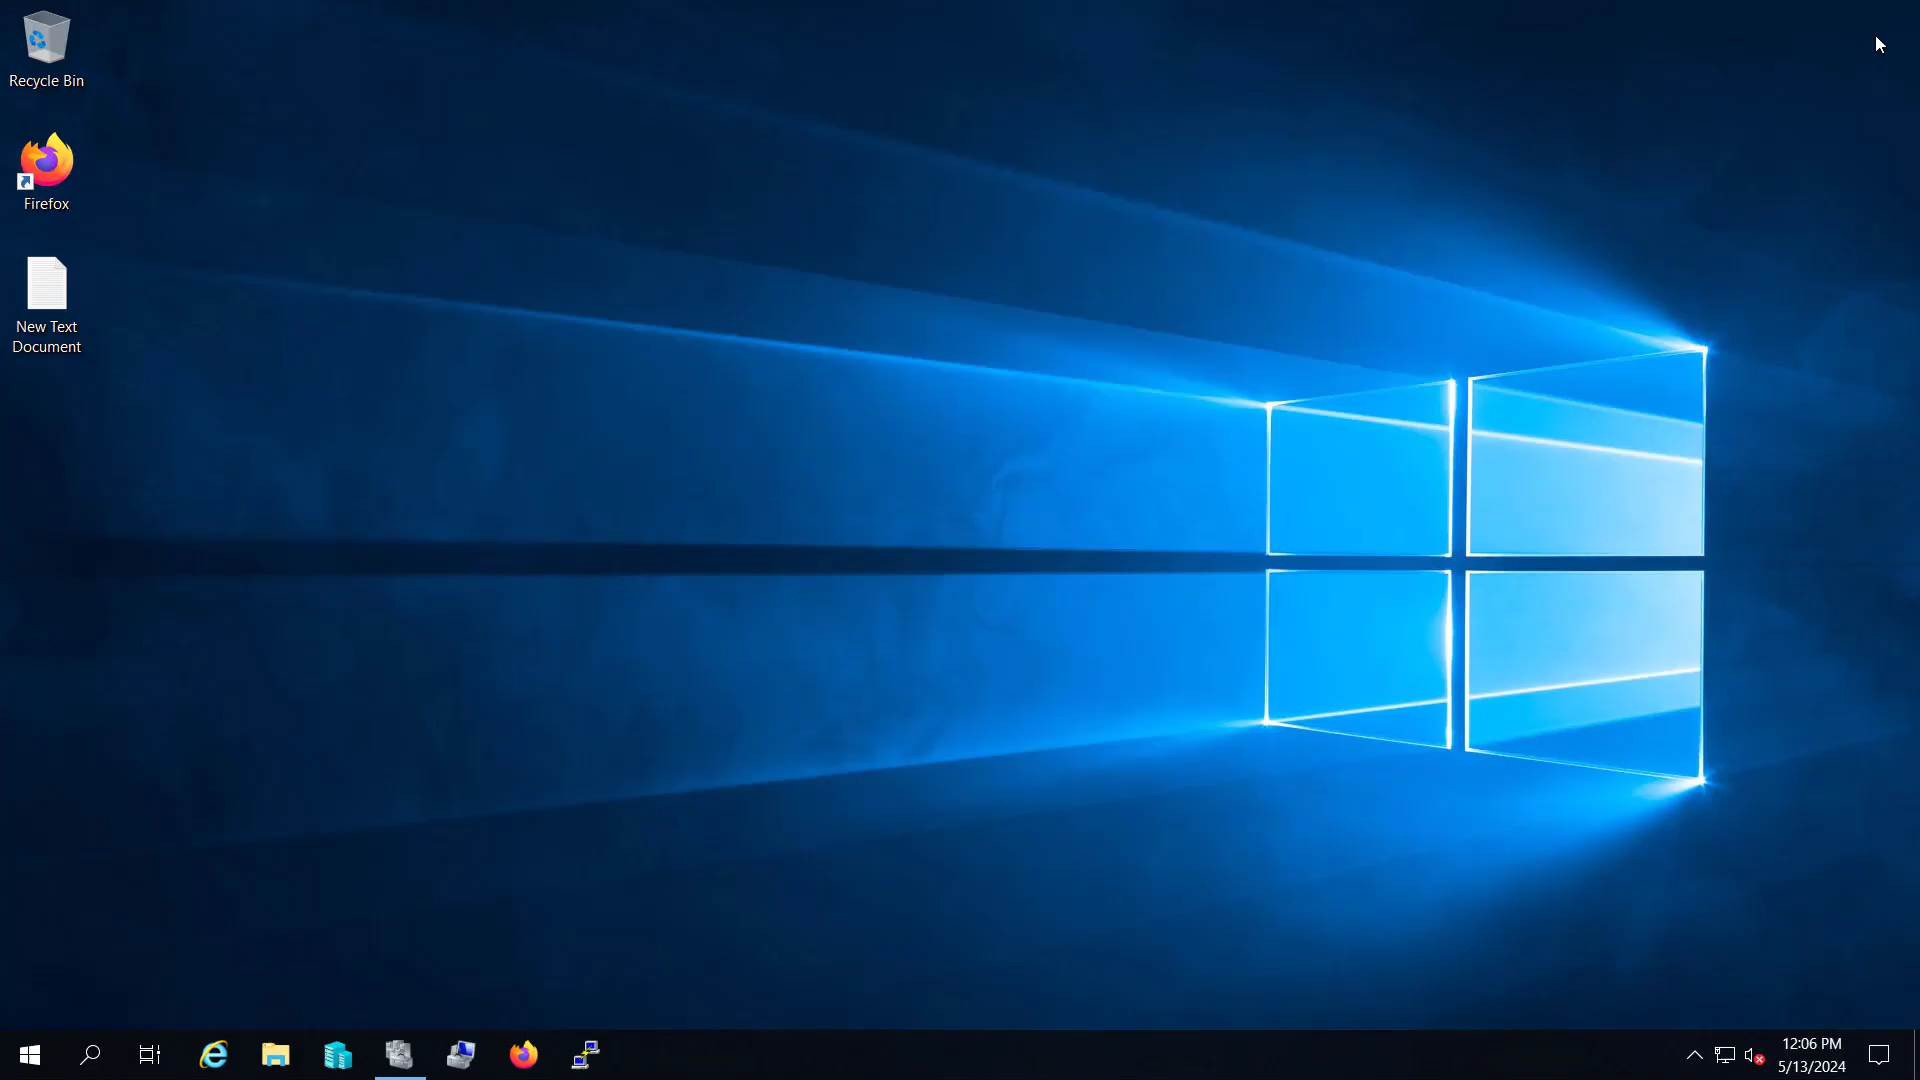 Recycle Bin
Firefox
New Text
Document
12:06 PM
5/13/2024